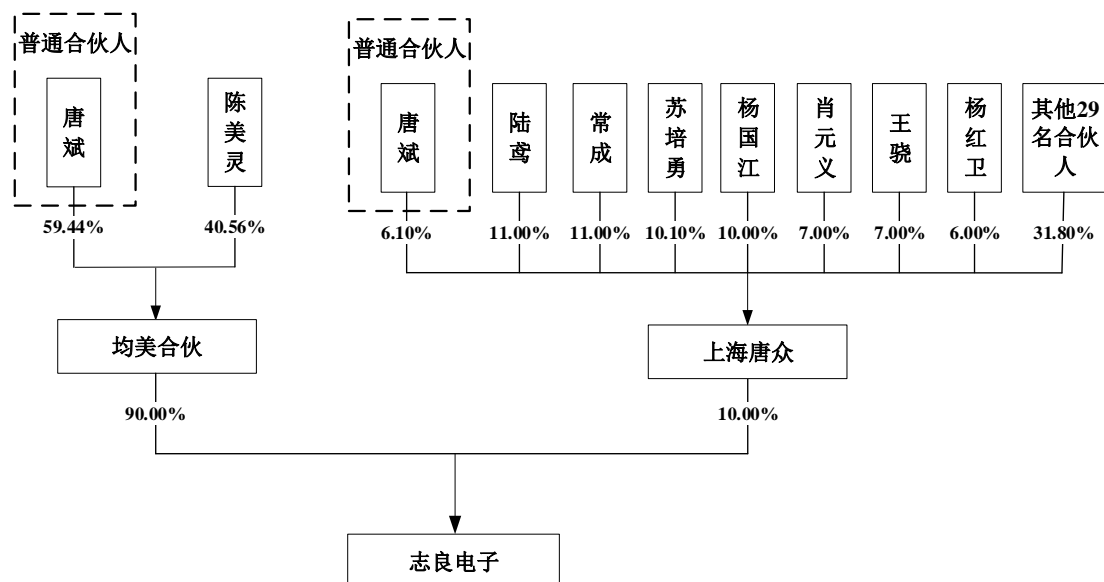 普通合伙人
普通合伙人
唐斌
陈美灵
唐斌
陆鸢
常成
苏培勇
杨国江
肖元义
王骁
杨红卫
其他29
名合伙
人
59.44%
40.56%
6.10%
11.00%
11.00%
10.10%
10.00%
7.00%
7.00%
6.00%
31.80%
均美合伙
上海唐众
90.00%
10.00%
志良电子